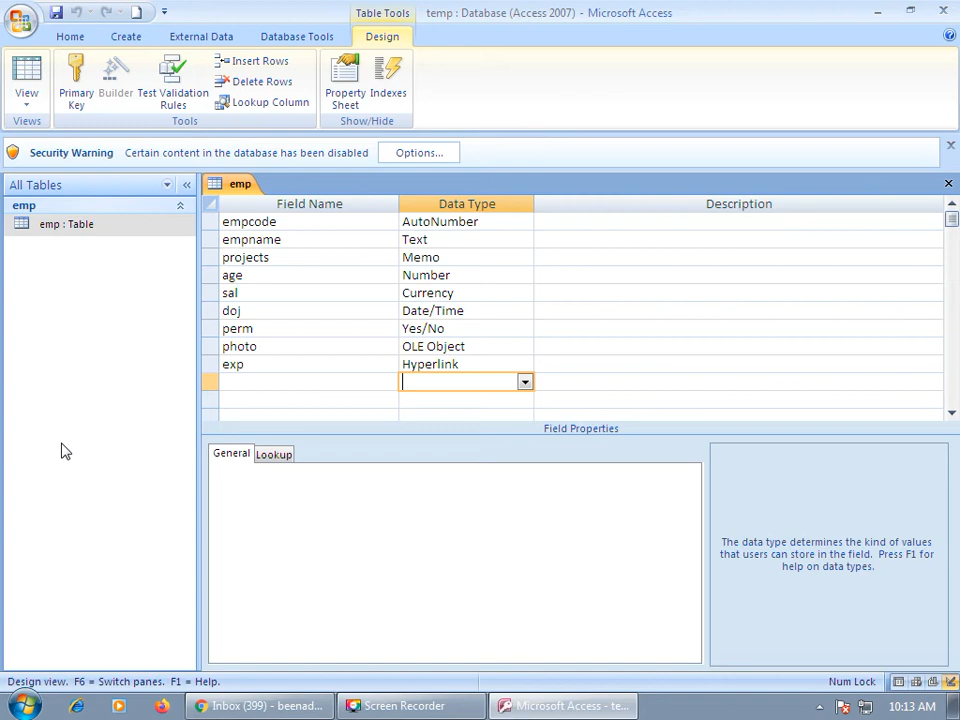 Table Tools
temp : Database (Access 2007) - Microsoft Access
Home
Create
External Data
Database Tools
Design
View
Primary Key
Builder
Test Validation Rules
Insert Rows
Delete Rows
Lookup Column
Property Sheet
Indexes
Views
Tools
Show/Hide
Security Warning
Certain content in the database has been disabled
Options...
All Tables
emp
emp : Table
emp
Field Name
Data Type
Description
empcode AutoNumber
empname Text
projects Memo
age Number
sal Currency
doj Date/Time
perm Yes/No
photo OLE Object
exp Hyperlink
Field Properties
General
Lookup
The data type determines the kind of values
that users can store in the field. Press F1 for
help on data types.
Design view. F6 = Switch panes. F1 = Help.
Num Lock
Inbox (399) - beenad...
Screen Recorder
Microsoft Access - te...
10:13 AM